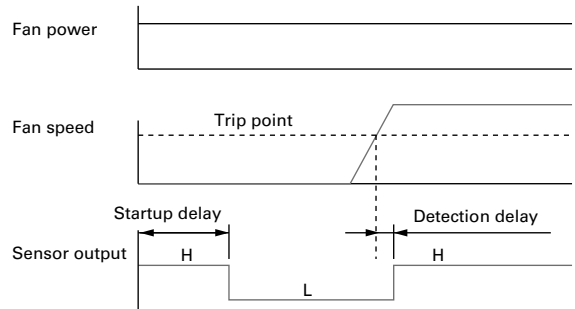 Fan power
Fan speed
Trip point
Startup delay
Detection delay
Sensor output
H
H
L